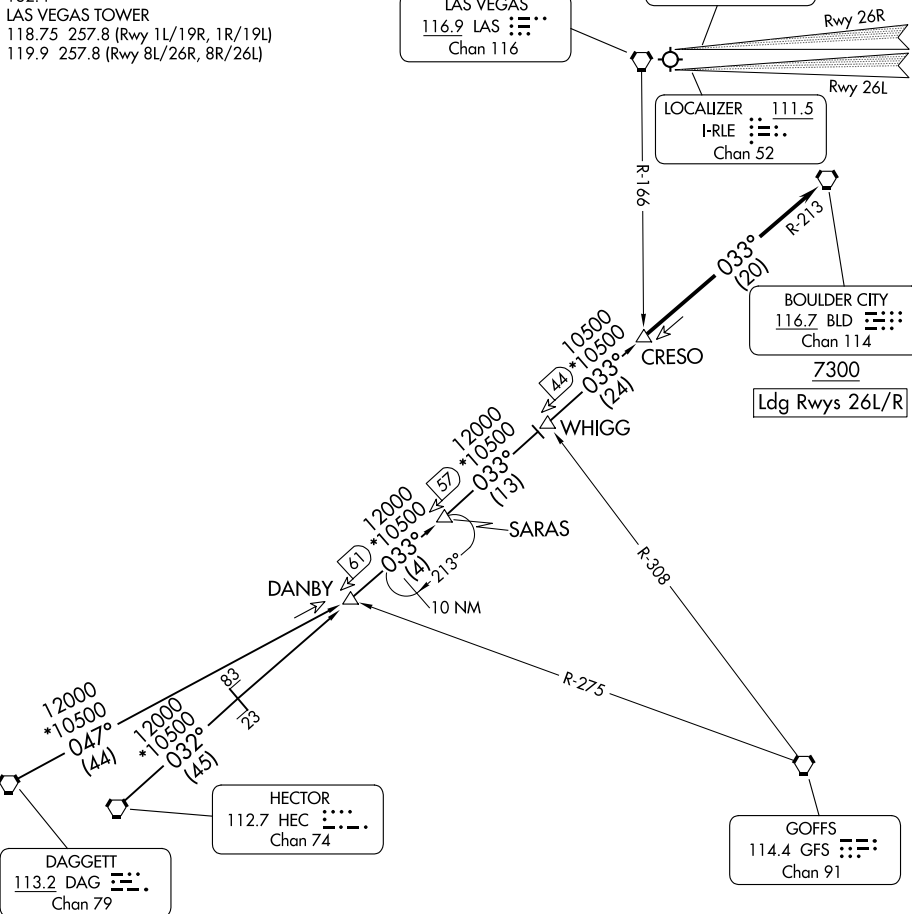 LAS VEGAS TOWER
118.75 257.8 (Rwy 1L/19R, 1R/19L)
119.9 257.8 (Rwy 8L/26R, 8R/26L)
LAS VEGAS
116.9 LAS
Chan 116
Rwy 26R
Rwy 26L
LOCALIZER 111.5
I-RLE
Chan 52
R-166
R-213
033°
(20)
BOULDER CITY
116.7 BLD
Chan 114
7300
Ldg Rwys 26L/R
CRESO
10500
*10500
033°
(24)
44
WHIGG
12000
*10500
033°
(13)
57
SARAS
12000
*10500
033°
(4)
61
213°
10 NM
DANBY
R-308
R-275
83
23
12000
*10500
047°
(44)
12000
*10500
032°
(45)
HECTOR
112.7 HEC
Chan 74
GOFFS
114.4 GFS
Chan 91
DAGGETT
113.2 DAG
Chan 79